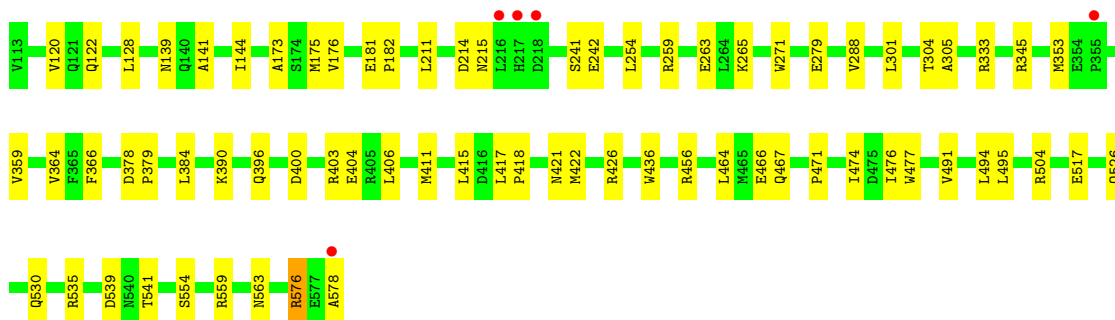 V113 V120 Q121 Q122 L128 N139 Q140 A141 I144 A173 S174 M175 V176 E181 P182 L211 D214 N215 L216 H217 D218 S241 E242 L254 R259 E263 L264 K265 W271 E279 V288 L301 T304 A305 R333 R345 M353 E354 P355
V359 V364 F365 F366 D378 P379 L384 K390 Q396 D400 R403 E404 R405 L406 M411 L415 D416 L417 P418 N421 M422 R426 W436 R456 L464 M465 E466 Q467 P471 I474 D475 I476 W477 V491 L494 L495 R504 E517
Q530 R535 D539 N540 T541 S554 R559 N563 R576 E577 A578